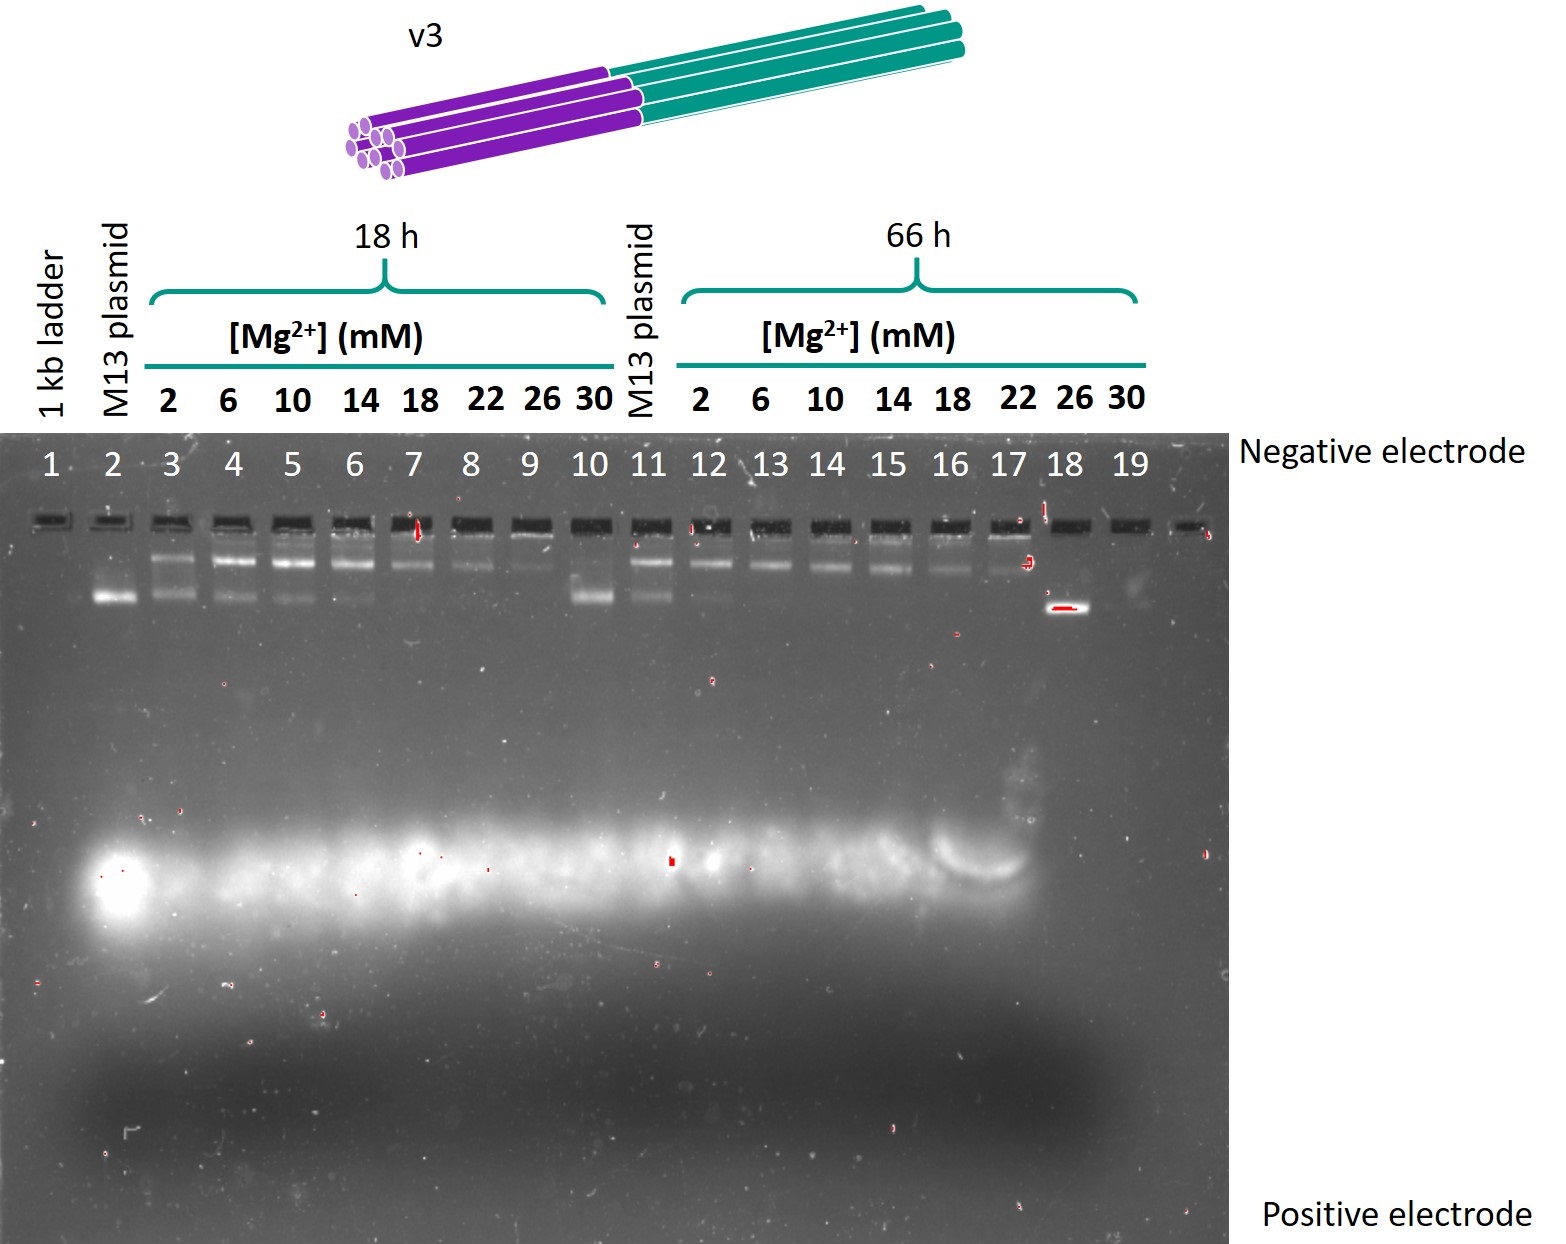 v3
1 kb ladder
M13 plasmid
18 h
[Mg²⁺] (mM)
2 6 10 14 18 22 26 30
M13 plasmid
66 h
[Mg²⁺] (mM)
2 6 10 14 18 22 26 30
1 2 3 4 5 6 7 8 9 10 11 12 13 14 15 16 17 18 19
Negative electrode
Positive electrode